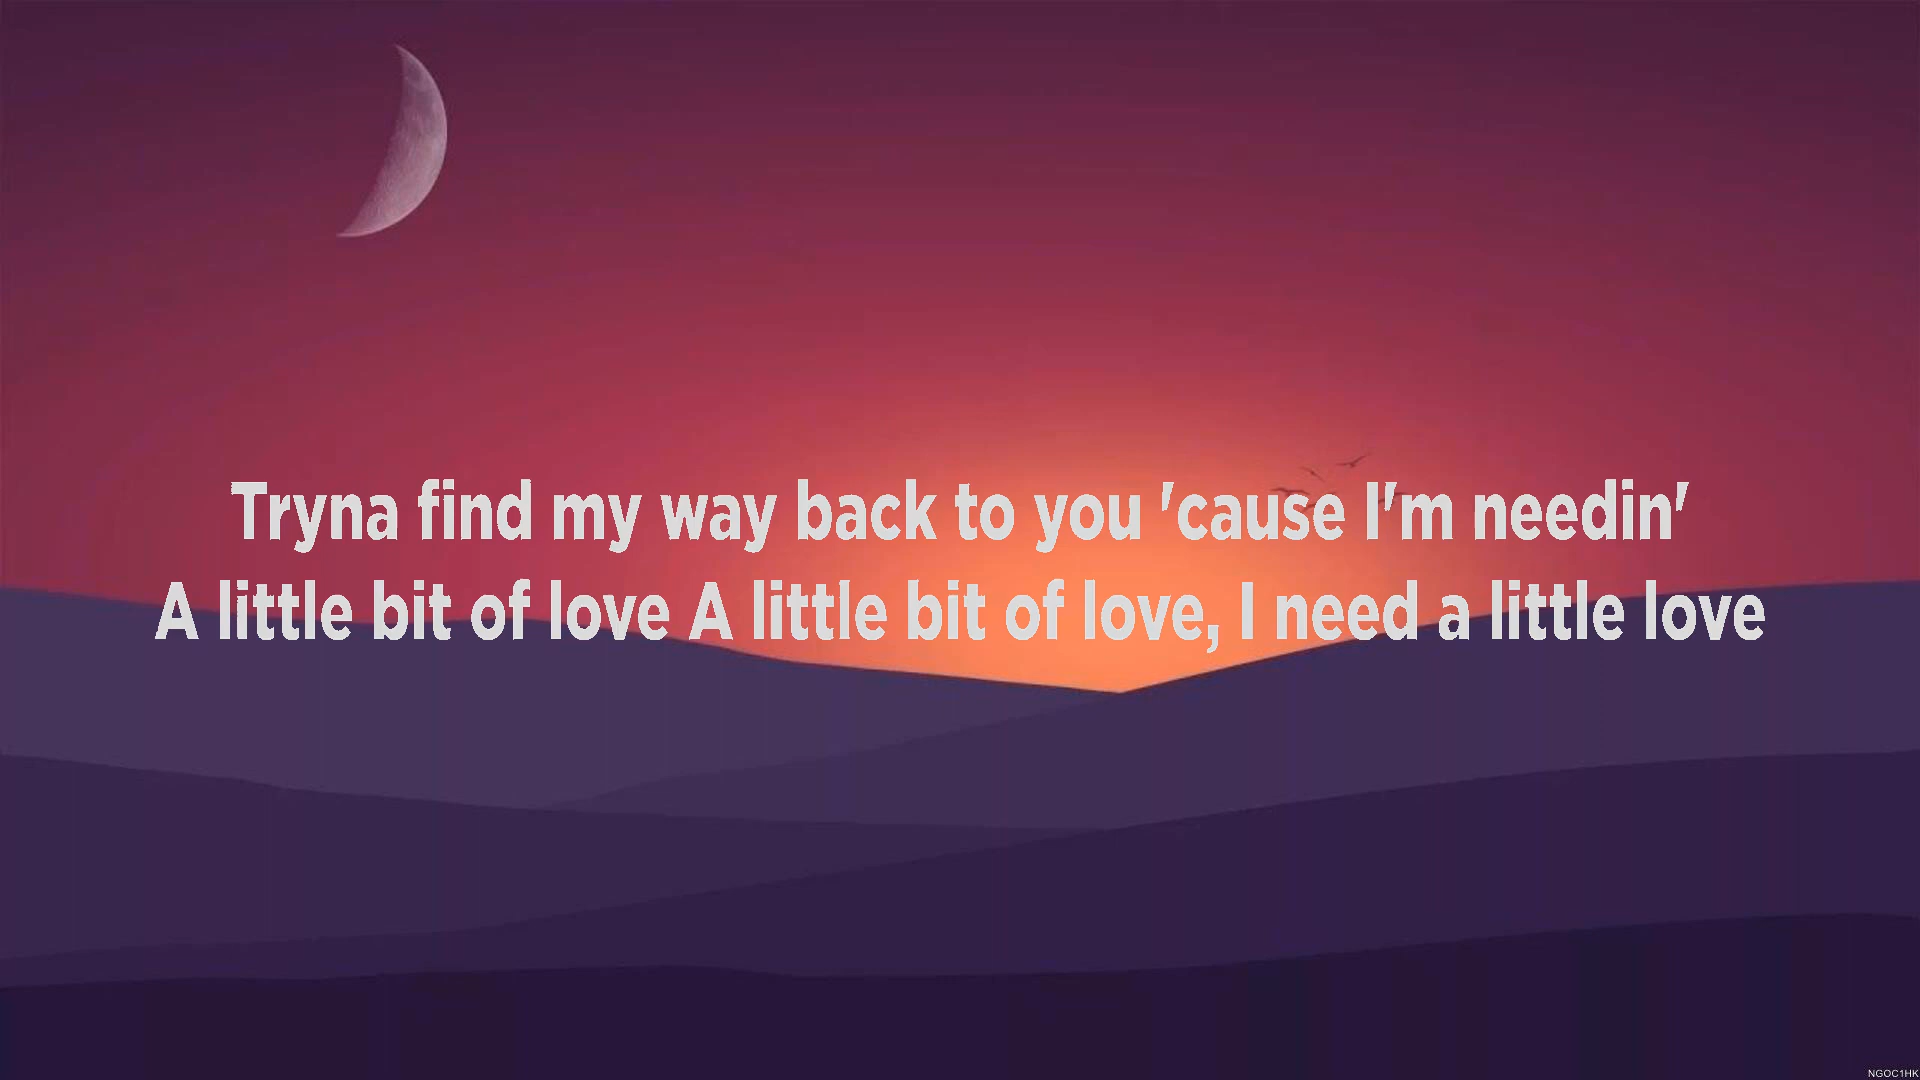 Tryna find my way back to you 'cause I'm needin'
A little bit of love A little bit of love, I need a little love
NGOC1HK